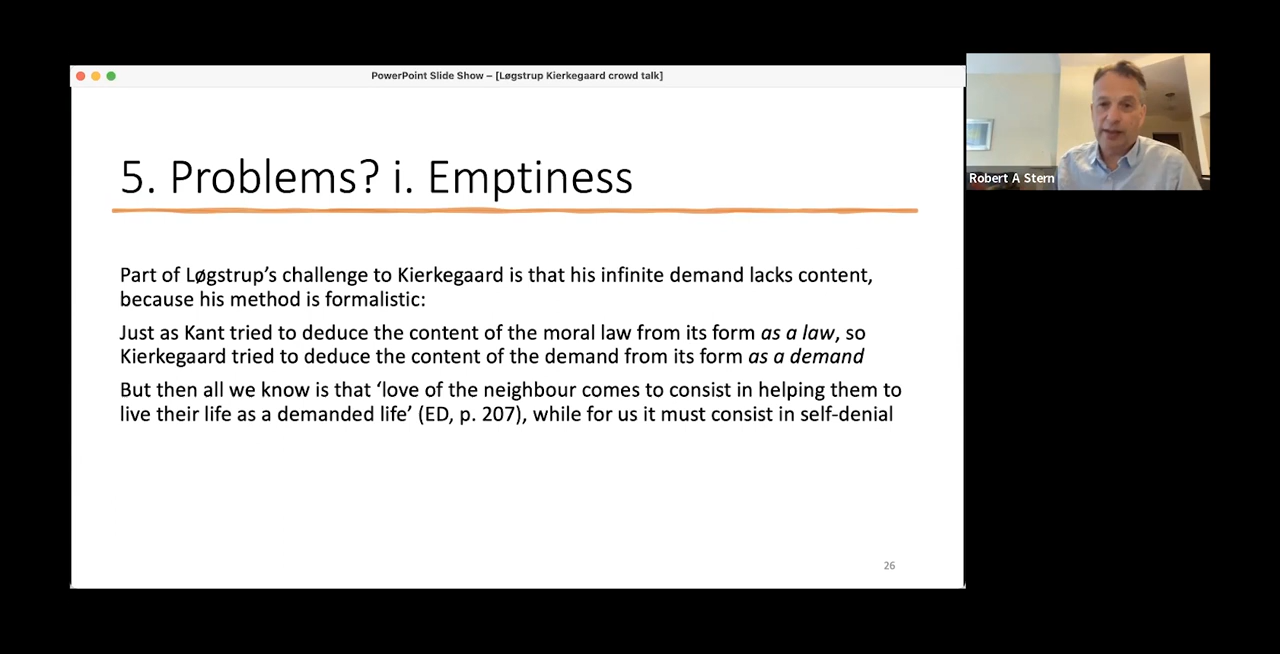 PowerPoint Slide Show – [Løgstrup Kierkegaard crowd talk]
5. Problems? i. Emptiness
Part of Løgstrup’s challenge to Kierkegaard is that his infinite demand lacks content,
because his method is formalistic:
Just as Kant tried to deduce the content of the moral law from its form as a law, so
Kierkegaard tried to deduce the content of the demand from its form as a demand
But then all we know is that ‘love of the neighbour comes to consist in helping them to
live their life as a demanded life’ (ED, p. 207), while for us it must consist in self-denial
26
Robert A Stern